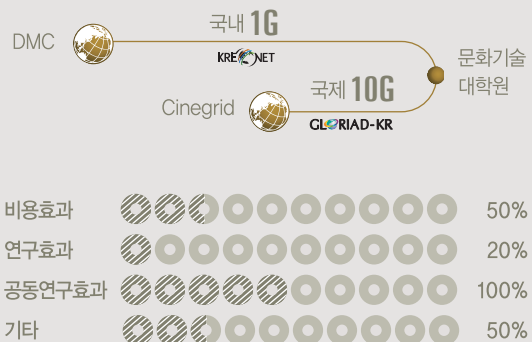 DMC
국내 1G
KREONET
문화기술
대학원
Cinegrid
국제 10G
GLORIAD-KR
비용효과 50%
연구효과 20%
공동연구효과 100%
기타 50%